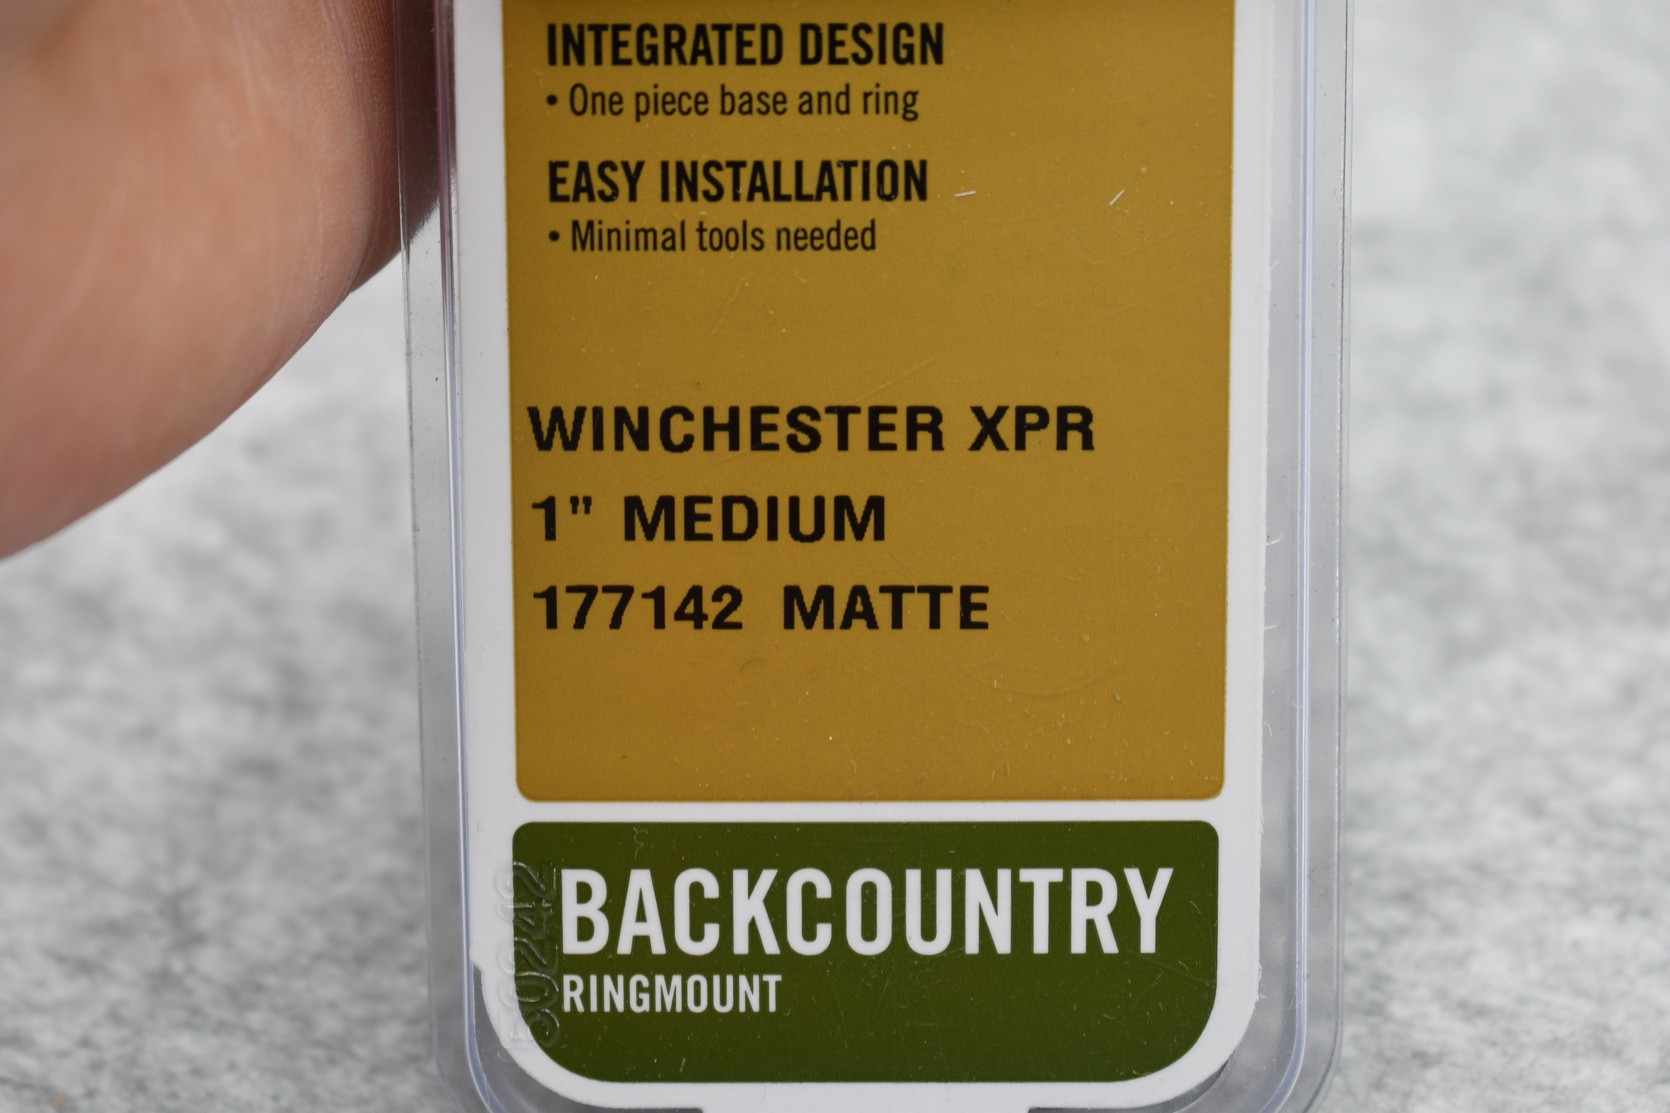 INTEGRATED DESIGN
• One piece base and ring
EASY INSTALLATION
• Minimal tools needed
WINCHESTER XPR
1" MEDIUM
177142 MATTE
BACKCOUNTRY
RINGMOUNT